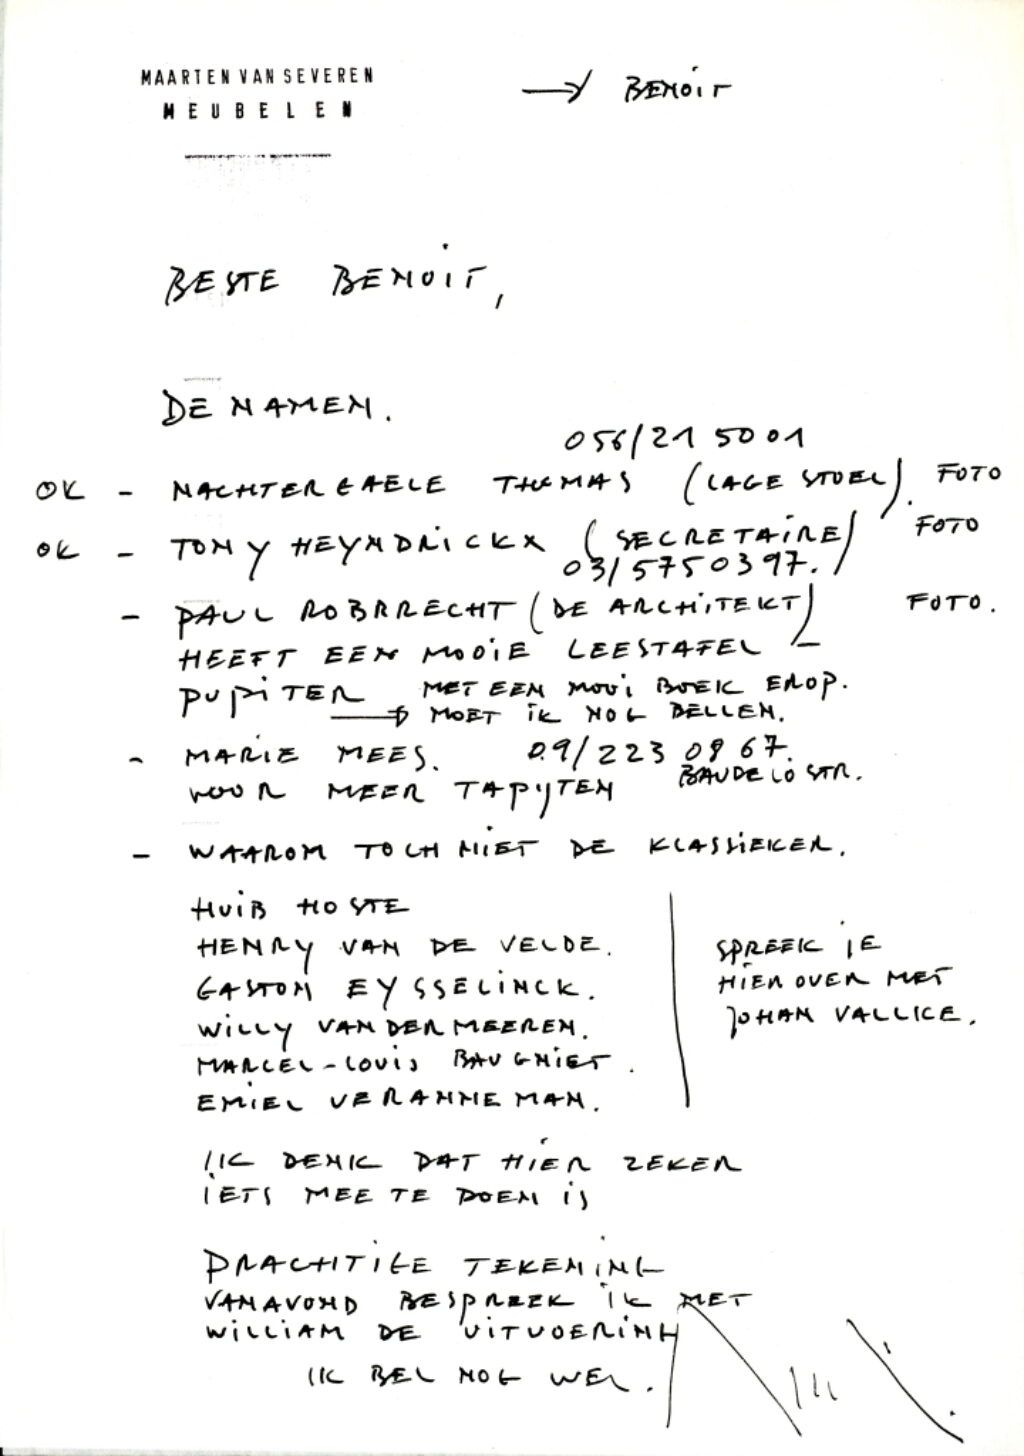 MAARTEN VAN SEVEREN
MEUBELEN
→ BENOIT
BESTE BENOIT,
DE NAMEN.
056/21 50 01
OK - NACHTERGAELE THOMAS (LAGE STOEL). FOTO
OK - TONY HEYNDRICKX (SECRETAIRE) FOTO
03/5750397.
- PAUL ROBRRECHT (DE ARCHITEKT) FOTO.
HEEFT EEN MOOIE LEESTAFEL -
PUPITER MET EEN MOOI BOEK EROP.
→ MOET IK NOG BELLEN.
- MARIE MEES. 09/223 08 67.
BAUDELOSTR.
VOOR MEER TAPIJTEN
- WAAROM TOCH NIET DE KLASSIEKER.
HUIB HOSTE
HENRY VAN DE VELDE.
GASTON EYSSELINCK.
WILLY VAN DER MEEREN.
MARCEL-LOUIS BAUGNIET.
EMIEL VERANNEMAN.
SPREEK JE
HIEROVER MET
JOHAN VALLICE.
IK DENK DAT HIER ZEKER
IETS MEE TE DOEN IS
PRACHTIGE TEKENING
VANAVOND BESPREEK IK MET
WILLIAM DE UITVOERING
IK BEL NOG WEL.